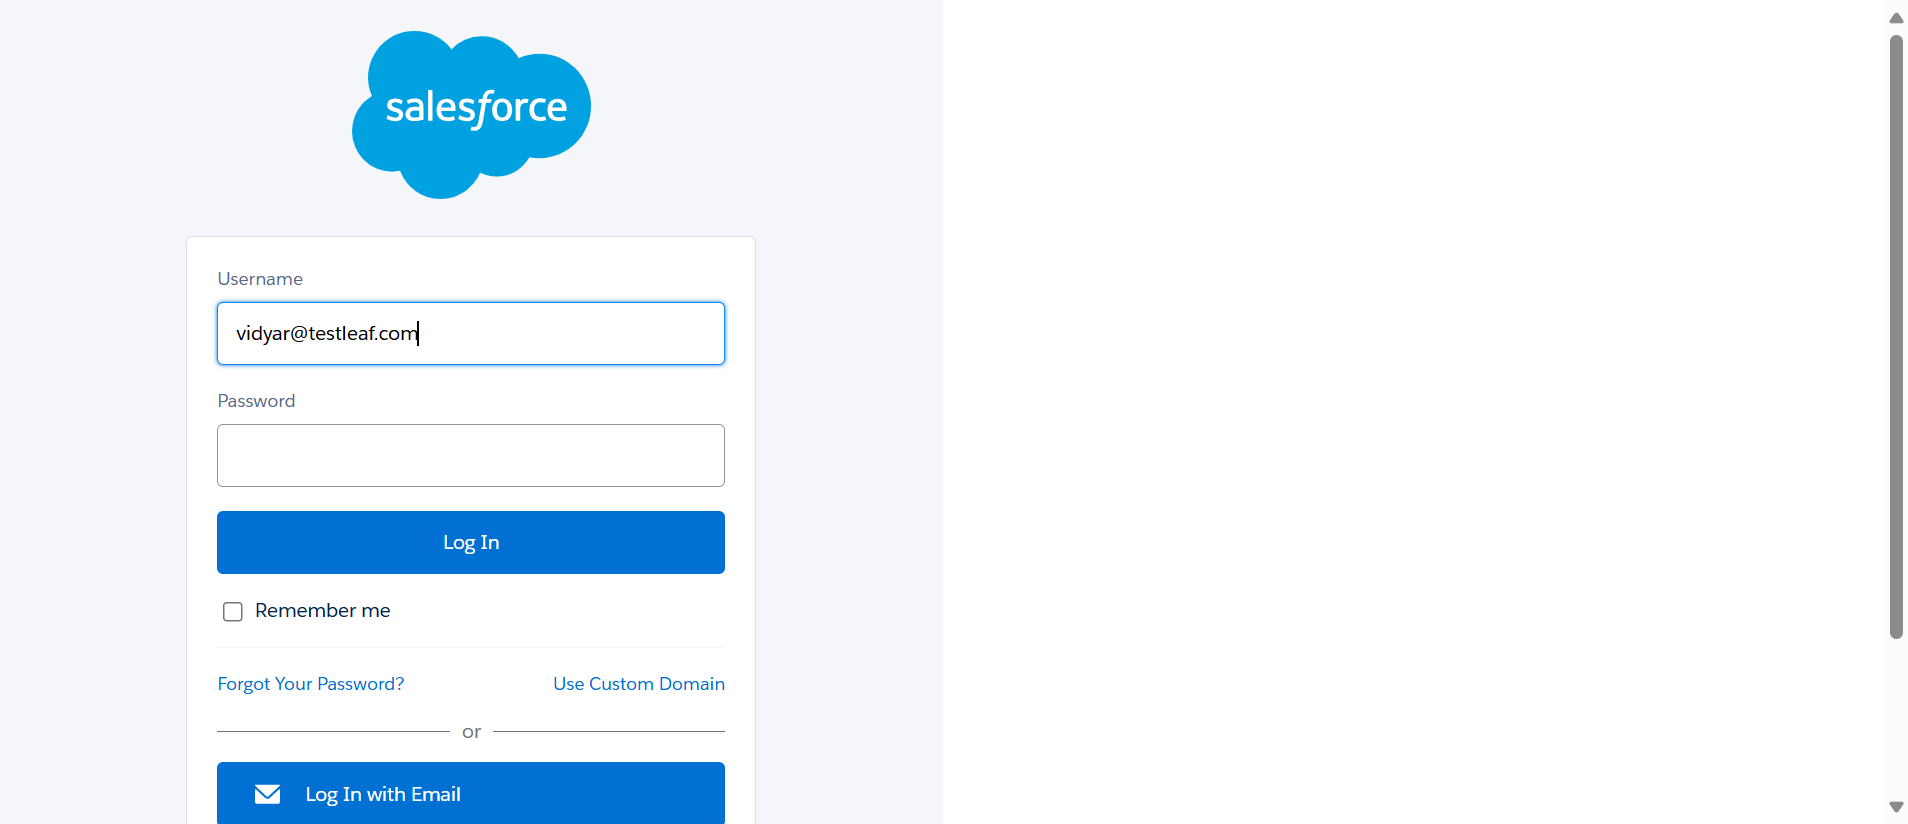 salesforce
Username
vidyar@testleaf.com
Password
Log In
Remember me
Forgot Your Password? Use Custom Domain
or
Log In with Email